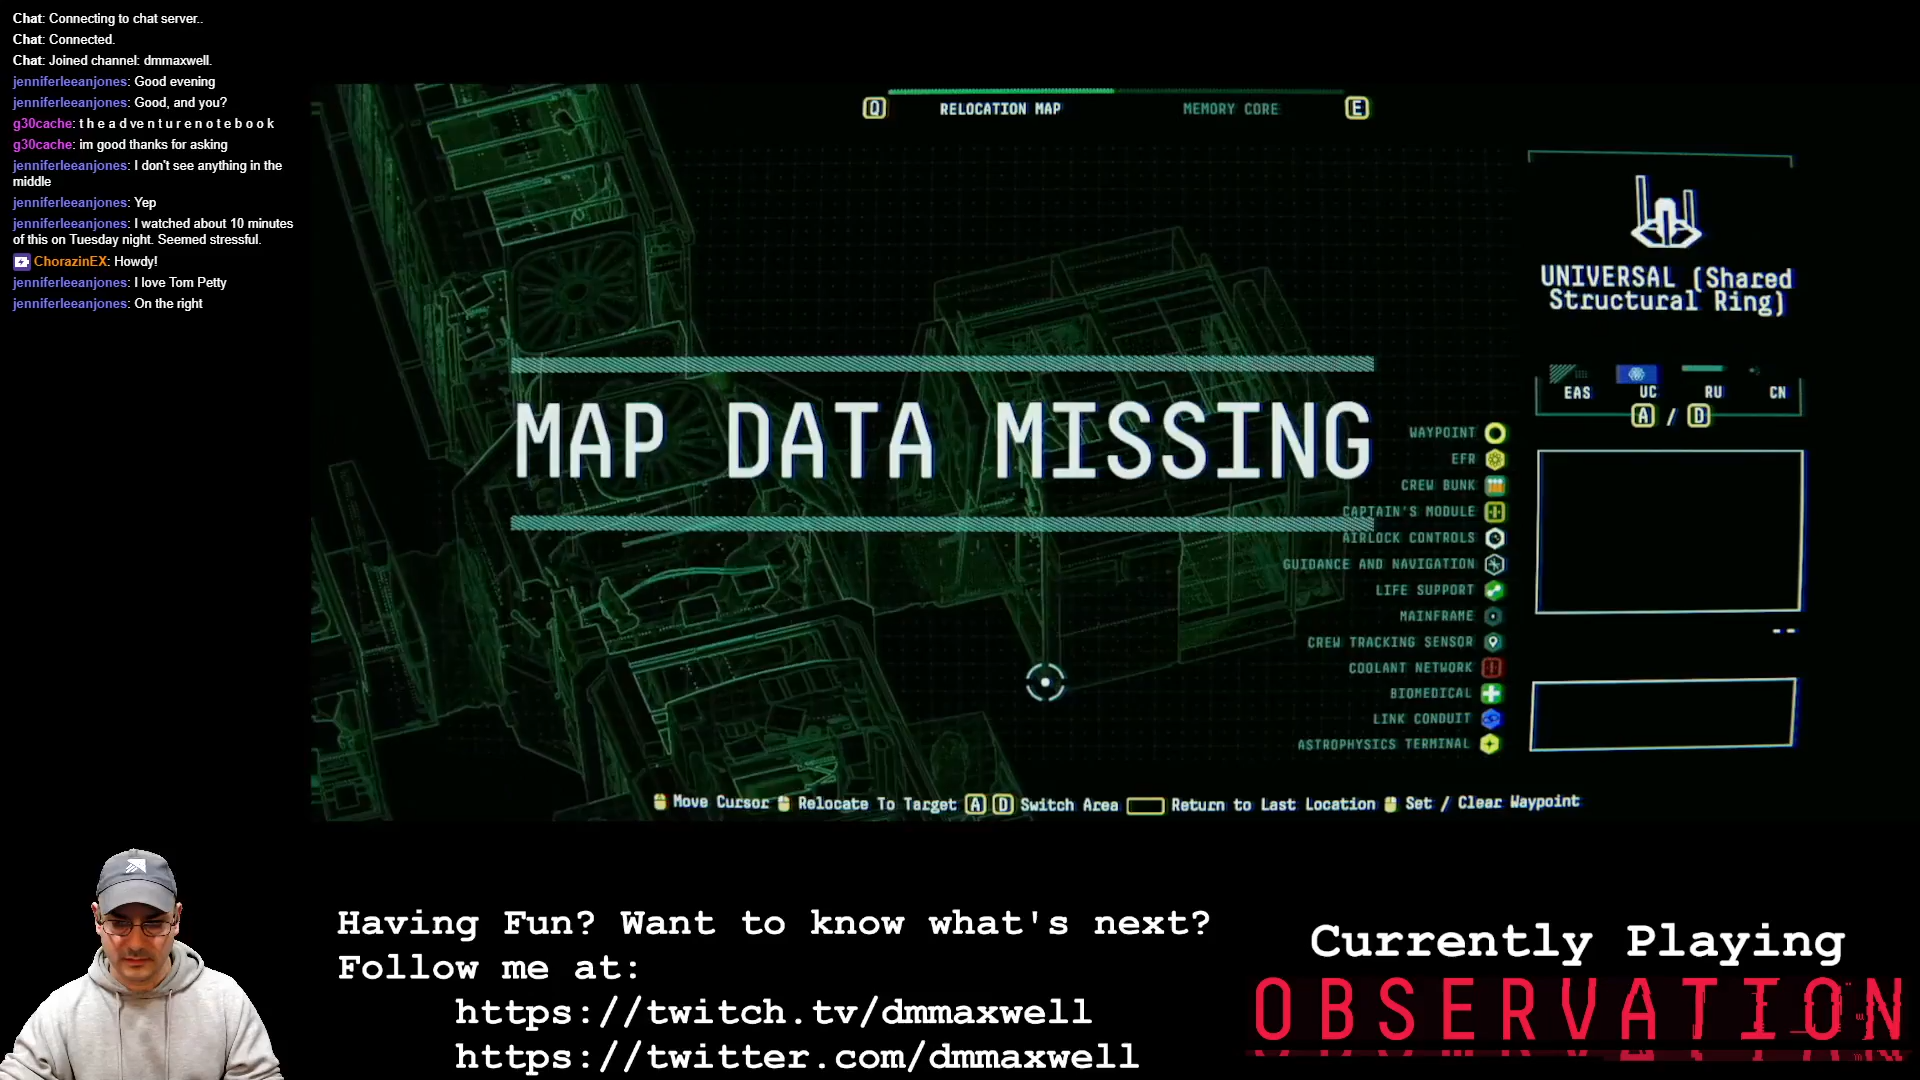 Chat: Connecting to chat server..
Chat: Connected.
Chat: Joined channel: dmmaxwell.
jenniferleeanjones: Good evening
jenniferleeanjones: Good, and you?
g30cache: t h e a d v e n t u r e n o t e b o o k
g30cache: im good thanks for asking
jenniferleeanjones: I don't see anything in the
middle
jenniferleeanjones: Yep
jenniferleeanjones: I watched about 10 minutes
of this on Tuesday night. Seemed stressful.
ChorazinEX: Howdy!
jenniferleeanjones: I love Tom Petty
jenniferleeanjones: On the right
Q RELOCATION MAP MEMORY CORE E
UNIVERSAL (Shared
Structural Ring)
EAS UC RU CN
A / D
MAP DATA MISSING
WAYPOINT
EFR
CREW BUNK
CAPTAIN'S MODULE
AIRLOCK CONTROLS
GUIDANCE AND NAVIGATION
LIFE SUPPORT
MAINFRAME
CREW TRACKING SENSOR
COOLANT NETWORK
BIOMEDICAL
LINK CONDUIT
ASTROPHYSICS TERMINAL
--
Move Cursor Relocate To Target A D Switch Area Return to Last Location Set / Clear Waypoint
Having Fun? Want to know what's next?
Follow me at:
https://twitch.tv/dmmaxwell
https://twitter.com/dmmaxwell
Currently Playing
OBSERVATION